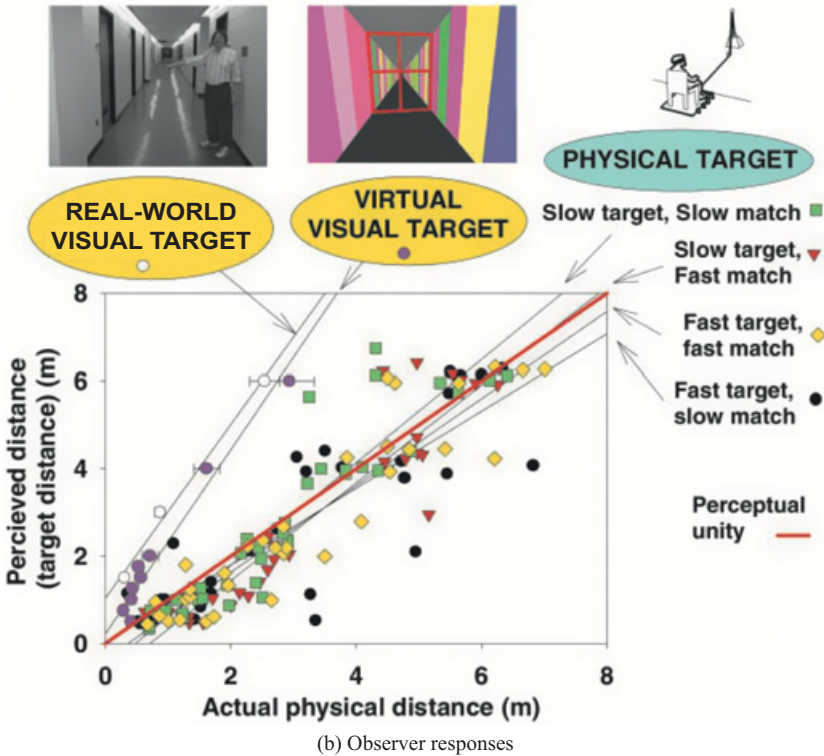 PHYSICAL TARGET
REAL-WORLD
VISUAL TARGET
VIRTUAL
VISUAL TARGET
Slow target, Slow match
Slow target,
Fast match
Fast target,
fast match
Fast target,
slow match
Perceptual
unity
Percieved distance
(target distance) (m)
8
6
4
2
0
0 2 4 6 8
Actual physical distance (m)
(b) Observer responses